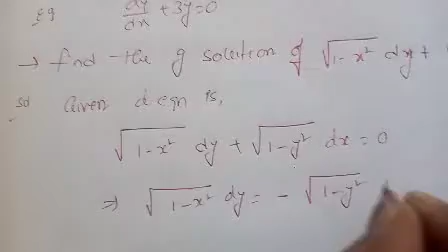 Eg dy/dx + 3y = 0
→ find the g solution of √1-x² dy +
so Given d eqn is,
√1-x² dy + √1-y² dx = 0
⇒ √1-x² dy = - √1-y²